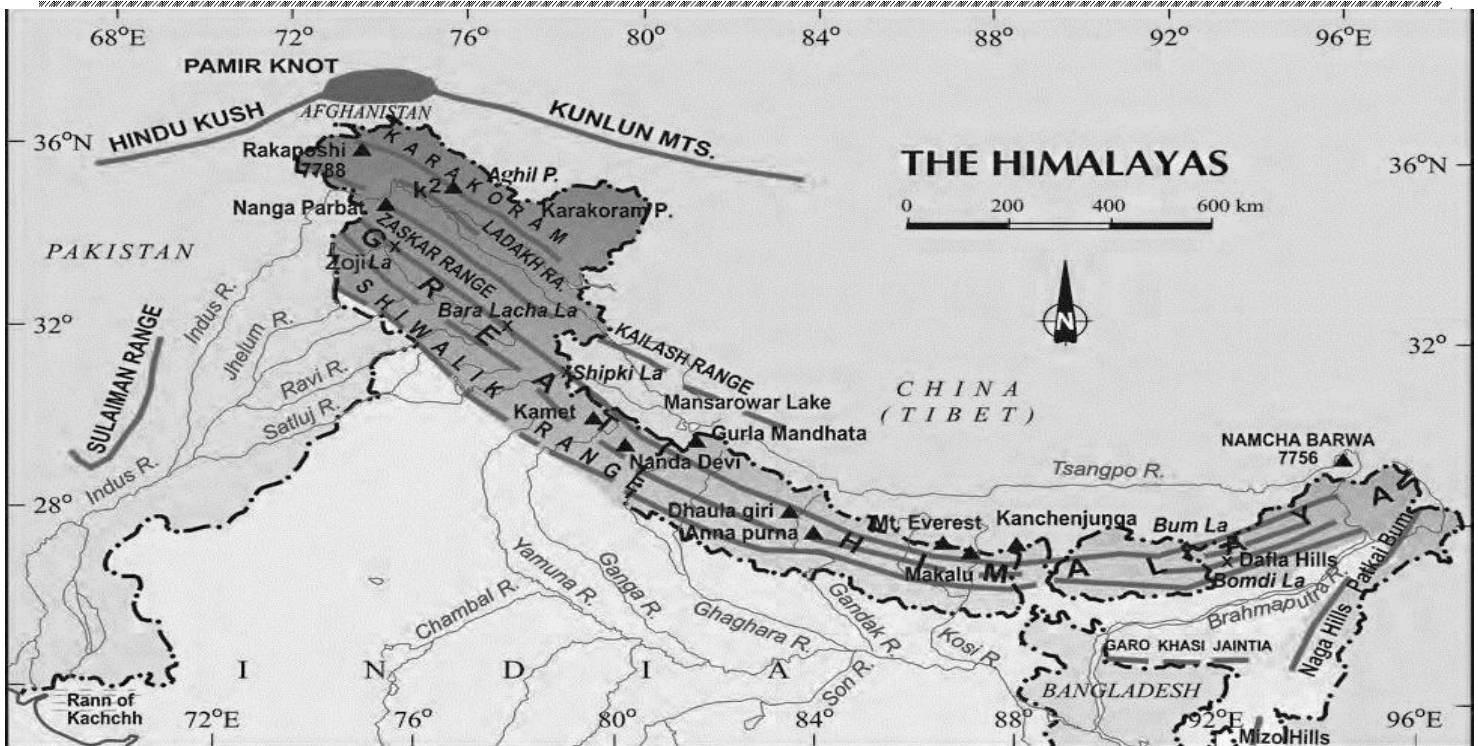 68°E 72° 76° 80° 84° 88° 92° 96°E
PAMIR KNOT
AFGHANISTAN
HINDU KUSH
KUNLUN MTS.
36°N
36°N
THE HIMALAYAS
0 200 400 600 km
N
Rakaposhi
7788
KARAKORAM
k2
Aghil P.
Karakoram P.
Nanga Parbat
ZASKAR RANGE
LADAKH RA.
PAKISTAN
Zoji La
GREAT HIMALAYA
SHIWALIK RANGE
Bara Lacha La
32°
32°
SULAIMAN RANGE
Indus R.
Jhelum R.
Ravi R.
Satluj R.
Indus R.
KAILASH RANGE
Shipki La
Mansarowar Lake
CHINA
(TIBET)
Kamet
Gurla Mandhata
Nanda Devi
NAMCHA BARWA
7756
Tsangpo R.
28°
28°
Dhaula giri
Anna purna
Mt. Everest
Kanchenjunga
Makalu
Bum La
Dafla Hills
Bomdi La
Patkai Bum
Brahmaputra R.
Naga Hills
Yamuna R.
Ganga R.
Chambal R.
Ghaghara R.
Gandak R.
Kosi R.
Son R.
GARO KHASI JAINTIA
BANGLADESH
INDIA
Rann of
Kachchh
72°E 76° 80° 84° 88° 92°E 96°E
Mizo Hills